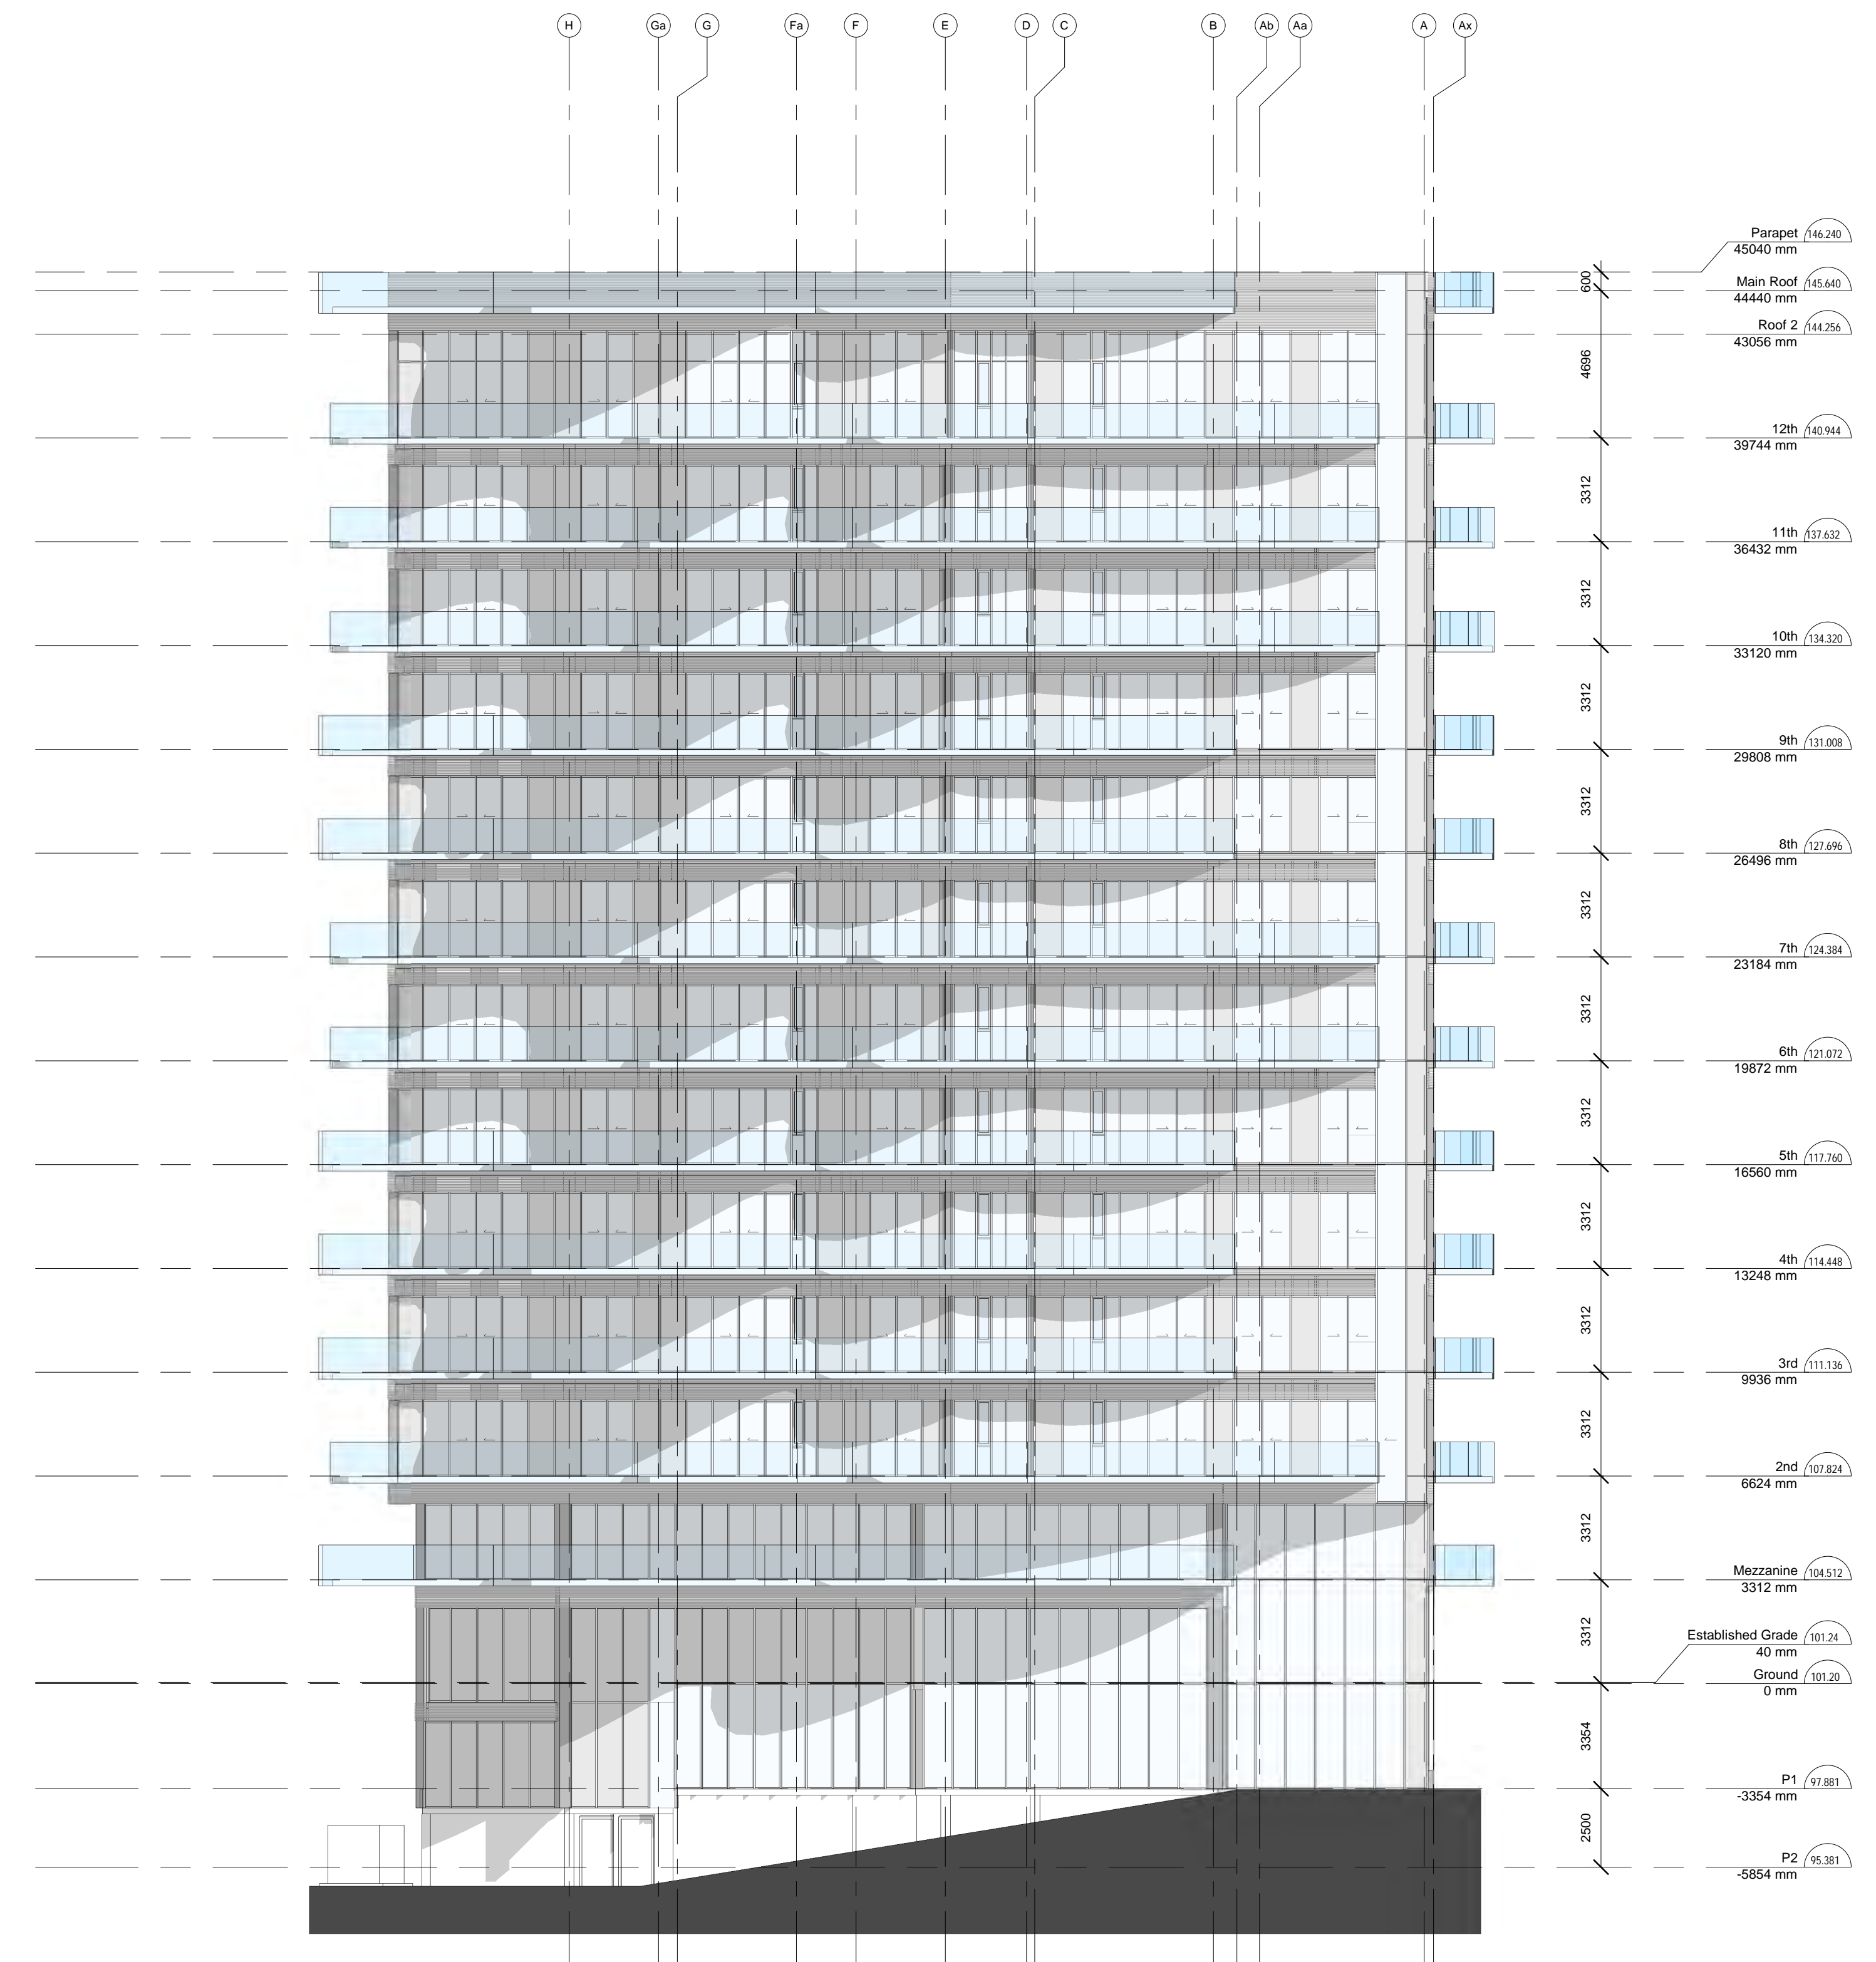 H Ga G Fa F E D C B Ab Aa A Ax
Parapet 146.240
45040 mm
600
Main Roof 145.640
44440 mm
Roof 2 144.256
43056 mm
4696
12th 140.944
39744 mm
3312
11th 137.632
36432 mm
3312
10th 134.320
33120 mm
3312
9th 131.008
29808 mm
3312
8th 127.696
26496 mm
3312
7th 124.384
23184 mm
3312
6th 121.072
19872 mm
3312
5th 117.760
16560 mm
3312
4th 114.448
13248 mm
3312
3rd 111.136
9936 mm
3312
2nd 107.824
6624 mm
3312
Mezzanine 104.512
3312 mm
3312
Established Grade 101.24
40 mm
Ground 101.20
0 mm
3354
P1 97.881
-3354 mm
2500
P2 95.381
-5854 mm